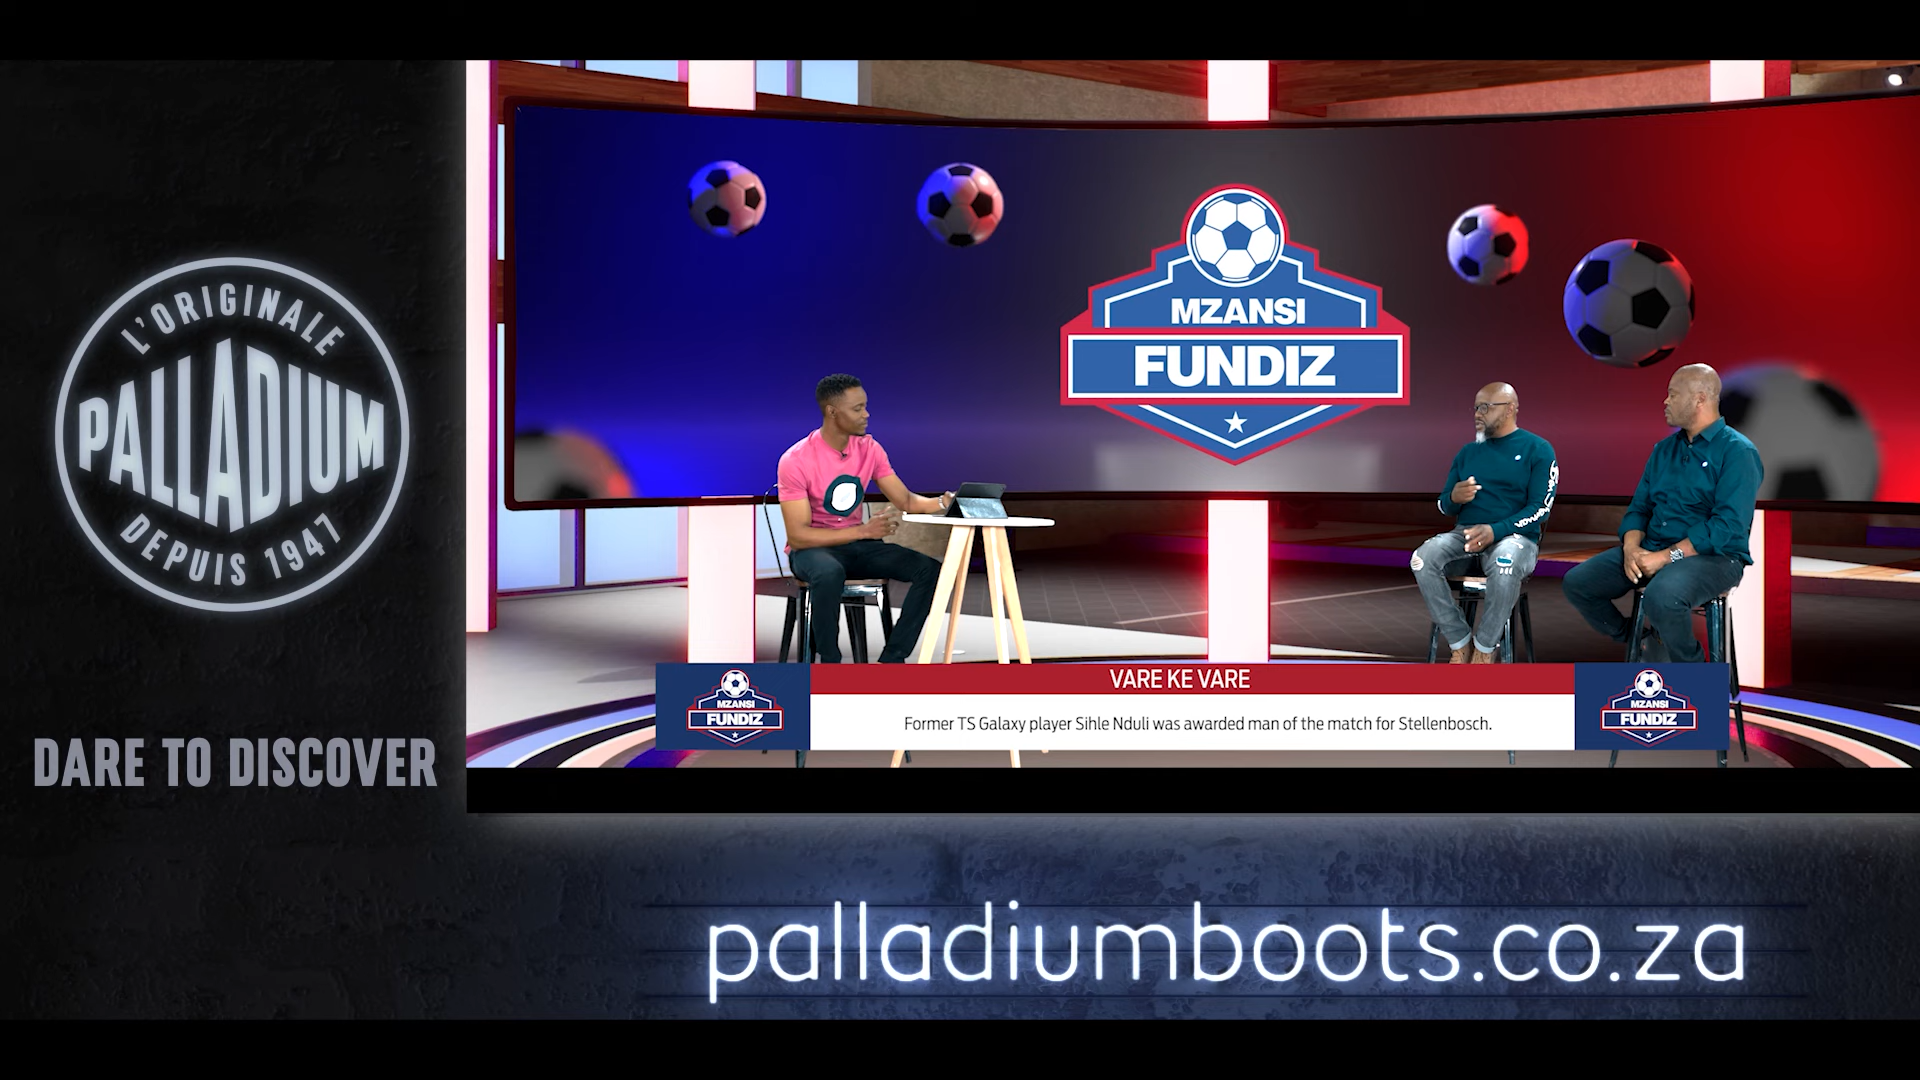 L'ORIGINALE
PALLADIUM
DEPUIS 1947
DARE TO DISCOVER
MZANSI
FUNDIZ
VARE KE VARE
MZANSI
FUNDIZ
Former TS Galaxy player Sihle Nduli was awarded man of the match for Stellenbosch.
MZANSI
FUNDIZ
palladiumboots.co.za